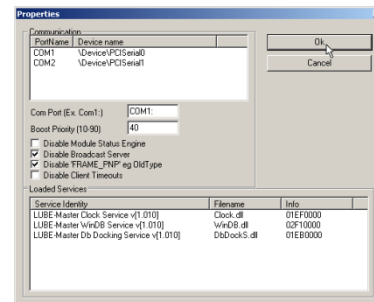 Properties
Communication
PortName Device name
COM1 \Device\PCISerial0
COM2 \Device\PCISerial1
Ok
Cancel
Com Port (Ex. Com1:) COM1:
Boost Priority (10-90) 40
Disable Module Status Engine
Disable Broadcast Server
Disable 'FRAME_PNP' eg OldType
Disable Client Timeouts
Loaded Services
Service Identity Filename Info
LUBE-Master Clock Service v[1.010] Clock.dll 01EF0000
LUBE-Master WinDB Service v[1.010] WinDB.dll 02F10000
LUBE-Master Db Docking Service v[1.010] DbDockS.dll 01EB0000